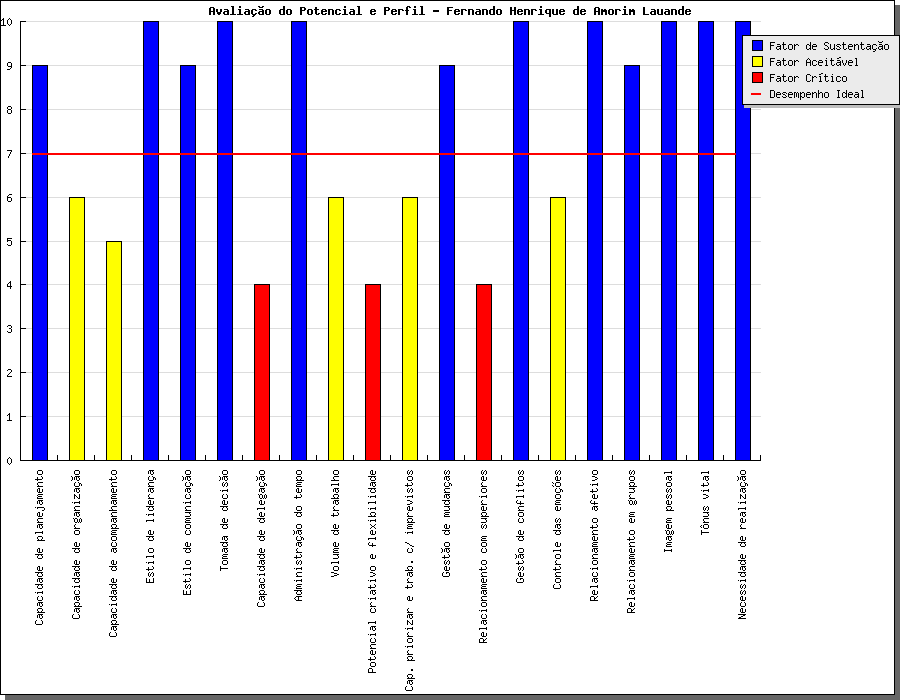 Avaliação do Potencial e Perfil - Fernando Henrique de Amorim Lauande
Fator de Sustentação
Fator Aceitável
Fator Crítico
Desempenho Ideal
10
9
8
7
6
5
4
3
2
1
0
Capacidade de planejamento
Capacidade de organização
Capacidade de acompanhamento
Estilo de liderança
Estilo de comunicação
Tomada de decisão
Capacidade de delegação
Administração do tempo
Volume de trabalho
Potencial criativo e flexibilidade
Cap. priorizar e trab. c/ imprevistos
Gestão de mudanças
Relacionamento com superiores
Gestão de conflitos
Controle das emoções
Relacionamento afetivo
Relacionamento em grupos
Imagem pessoal
Tônus vital
Necessidade de realização